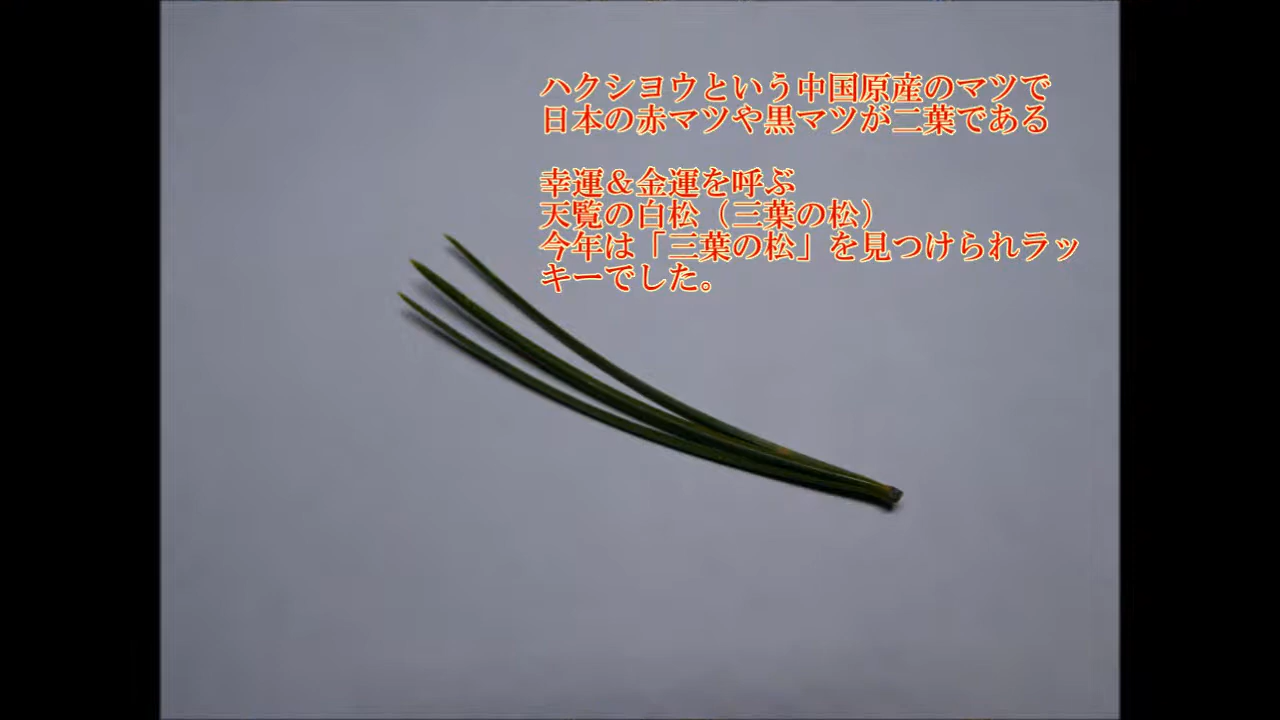 ハクシヨウという中国原産のマツで
日本の赤マツや黒マツが二葉である
幸運＆金運を呼ぶ
天覧の白松（三葉の松）
今年は「三葉の松」を見つけられラッ
キーでした。